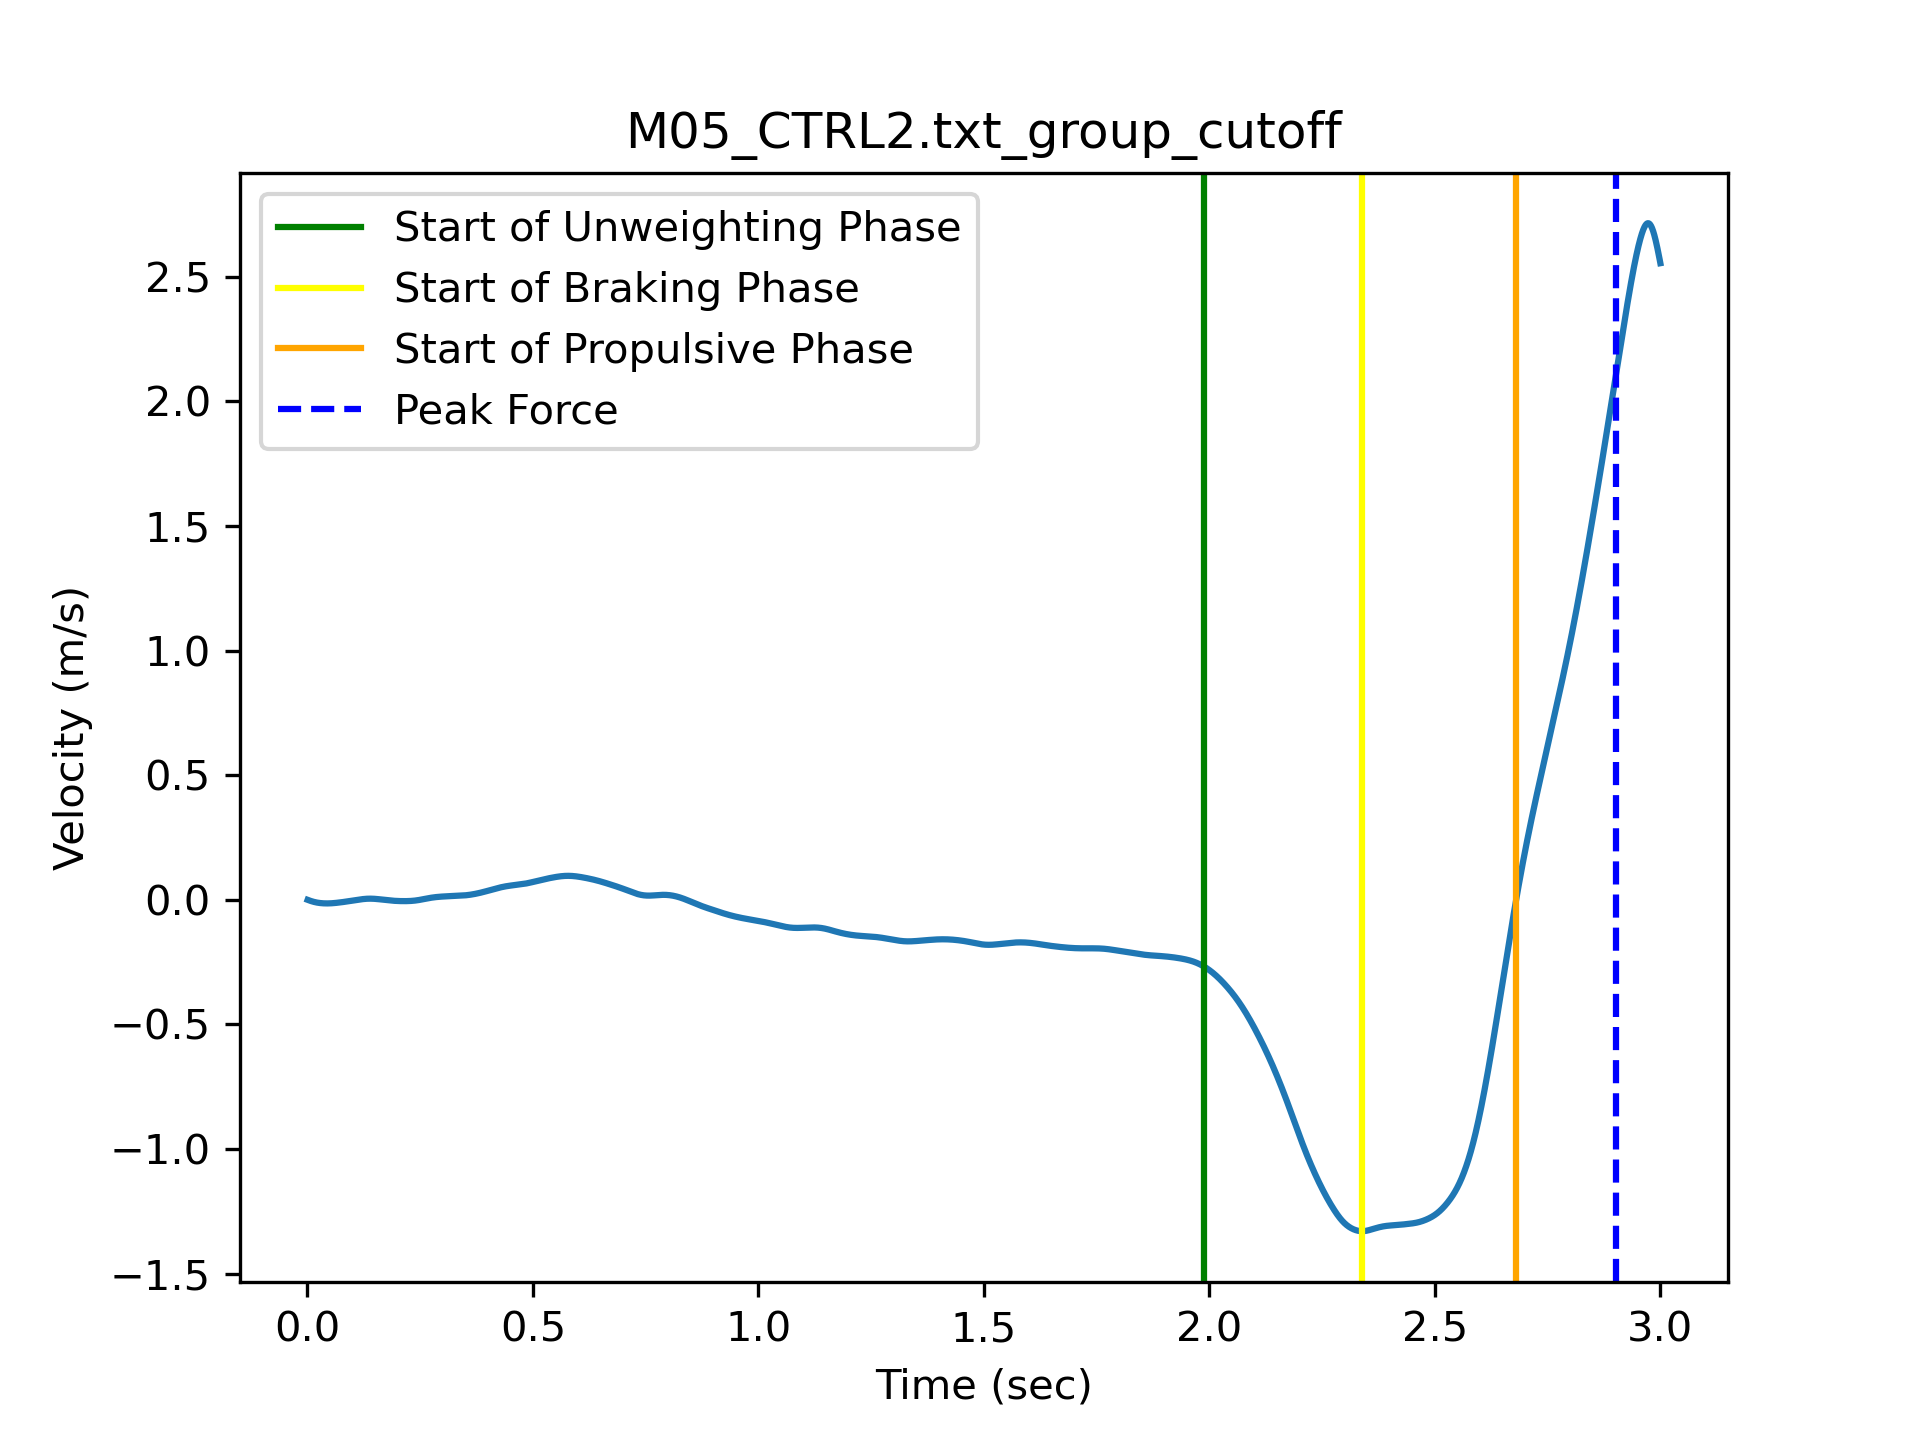 M05_CTRL2.txt_group_cutoff
Start of Unweighting Phase
Start of Braking Phase
Start of Propulsive Phase
Peak Force
2.5
2.0
1.5
1.0
0.5
0.0
−0.5
−1.0
−1.5
Velocity (m/s)
0.0 0.5 1.0 1.5 2.0 2.5 3.0
Time (sec)